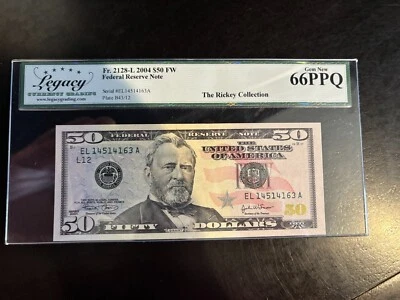 Legacy
CURRENCY GRADING
www.legacygrading.com
Fr. 2128-L 2004 $50 FW
Federal Reserve Note
Serial #EL14514163A
Plate: B43/12
The Rickey Collection
Gem New
66PPQ
50
FEDERAL RESERVE NOTE
50
THE
UNITED STATES
OF AMERICA
EL 14514163 A
L12
EL 14514163 A
50
FIFTY DOLLARS
50